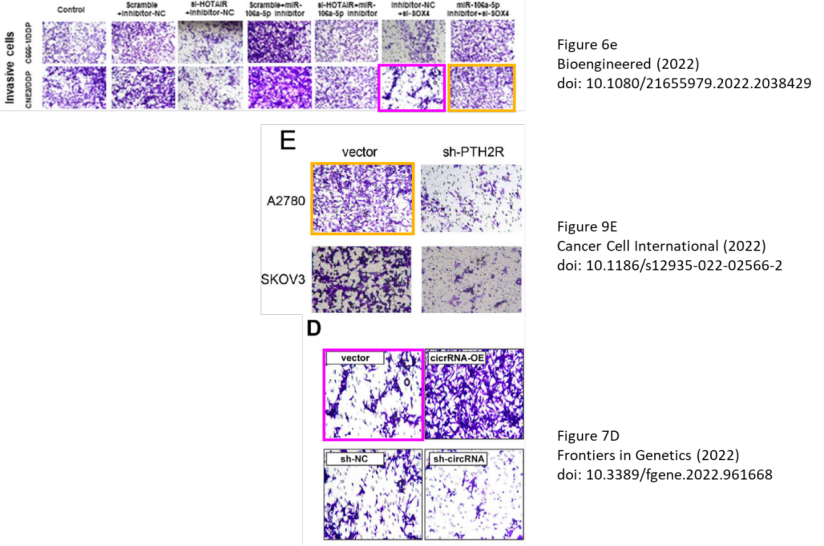 Control
Scramble
+Inhibitor-NC
si-HOTAIR
+Inhibitor-NC
Scramble+miR-
106a-5p Inhibitor
si-HOTAIR+miR-
106a-5p Inhibitor
Inhibitor-NC
+si-SOX4
miR-106a-5p
Inhibitor+si-SOX4
Invasive cells
C666-1/DDP
CNE2/DDP
Figure 6e
Bioengineered (2022)
doi: 10.1080/21655979.2022.2038429
E
vector
sh-PTH2R
A2780
SKOV3
Figure 9E
Cancer Cell International (2022)
doi: 10.1186/s12935-022-02566-2
D
vector
cicrRNA-OE
sh-NC
sh-circRNA
Figure 7D
Frontiers in Genetics (2022)
doi: 10.3389/fgene.2022.961668